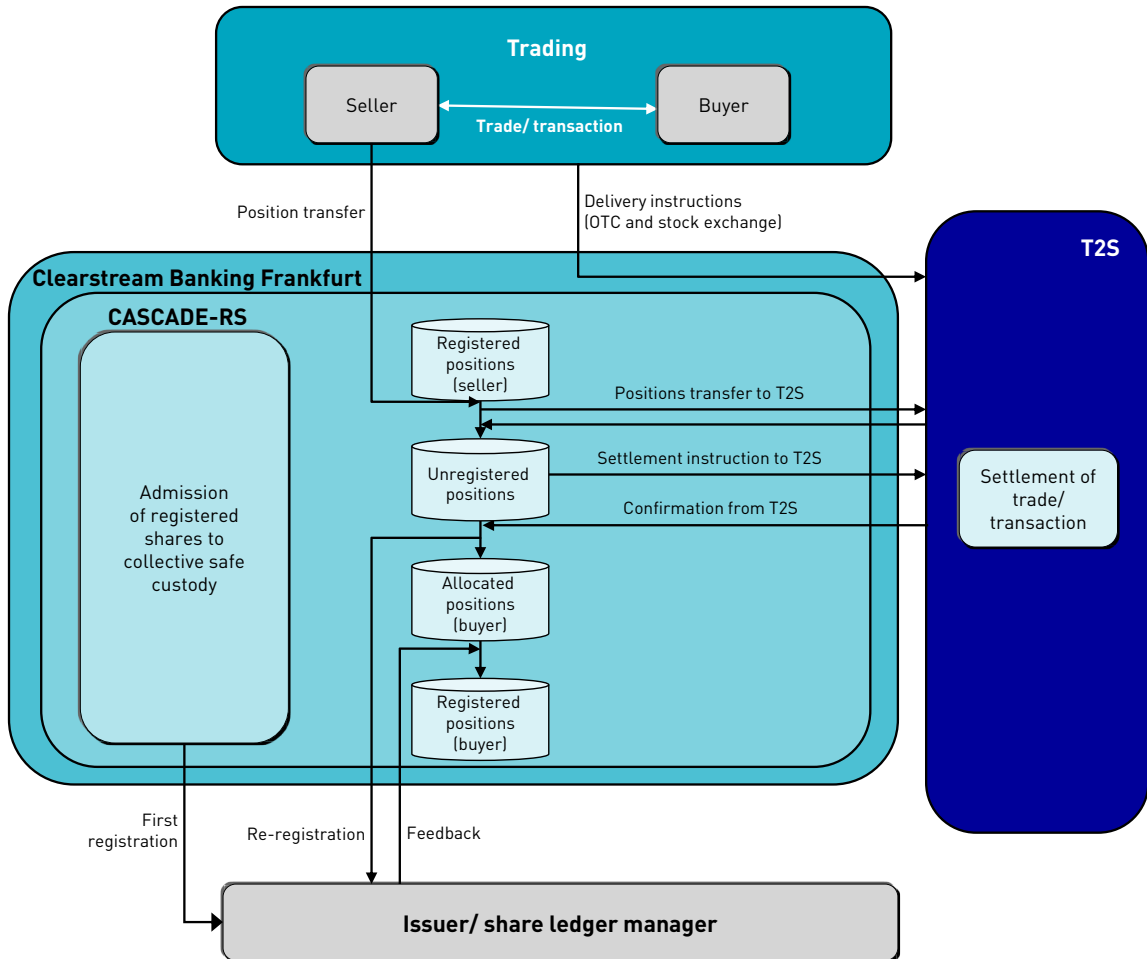 Trading
Seller
Buyer
Trade/ transaction
Position transfer
Delivery instructions
(OTC and stock exchange)
T2S
Clearstream Banking Frankfurt
CASCADE-RS
Registered
positions
(seller)
Positions transfer to T2S
Unregistered
positions
Settlement instruction to T2S
Settlement of
trade/
transaction
Confirmation from T2S
Admission
of registered
shares to
collective safe
custody
Allocated
positions
(buyer)
Registered
positions
(buyer)
First
registration
Re-registration
Feedback
Issuer/ share ledger manager